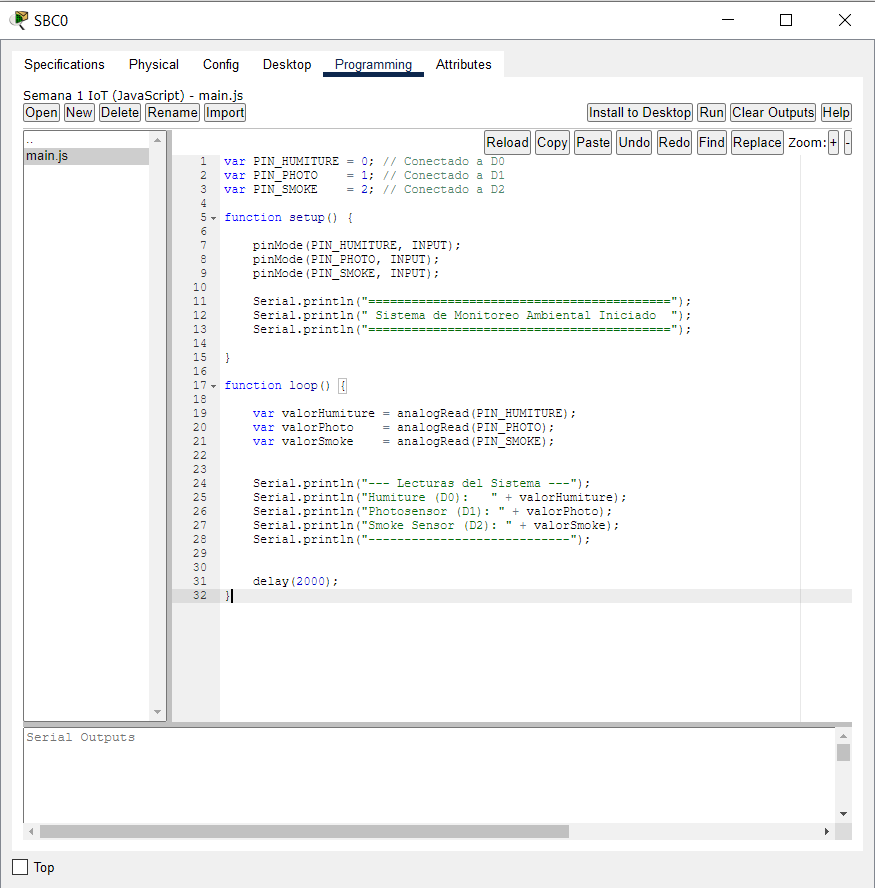 SBC0
Specifications Physical Config Desktop Programming Attributes
Semana 1 IoT (JavaScript) - main.js
Open New Delete Rename Import Install to Desktop Run Clear Outputs Help
..
main.js
Reload Copy Paste Undo Redo Find Replace Zoom: + -
1 var PIN_HUMITURE = 0; // Conectado a D0
2 var PIN_PHOTO    = 1; // Conectado a D1
3 var PIN_SMOKE    = 2; // Conectado a D2
4
5 function setup() {
6
7     pinMode(PIN_HUMITURE, INPUT);
8     pinMode(PIN_PHOTO, INPUT);
9     pinMode(PIN_SMOKE, INPUT);
10
11     Serial.println("==========================================");
12     Serial.println(" Sistema de Monitoreo Ambiental Iniciado  ");
13     Serial.println("==========================================");
14
15 }
16
17 function loop() {
18
19     var valorHumiture = analogRead(PIN_HUMITURE);
20     var valorPhoto    = analogRead(PIN_PHOTO);
21     var valorSmoke    = analogRead(PIN_SMOKE);
22
23
24     Serial.println("--- Lecturas del Sistema ---");
25     Serial.println("Humiture (D0):   " + valorHumiture);
26     Serial.println("Photosensor (D1): " + valorPhoto);
27     Serial.println("Smoke Sensor (D2): " + valorSmoke);
28     Serial.println("----------------------------");
29
30
31     delay(2000);
32 }
Serial Outputs
Top